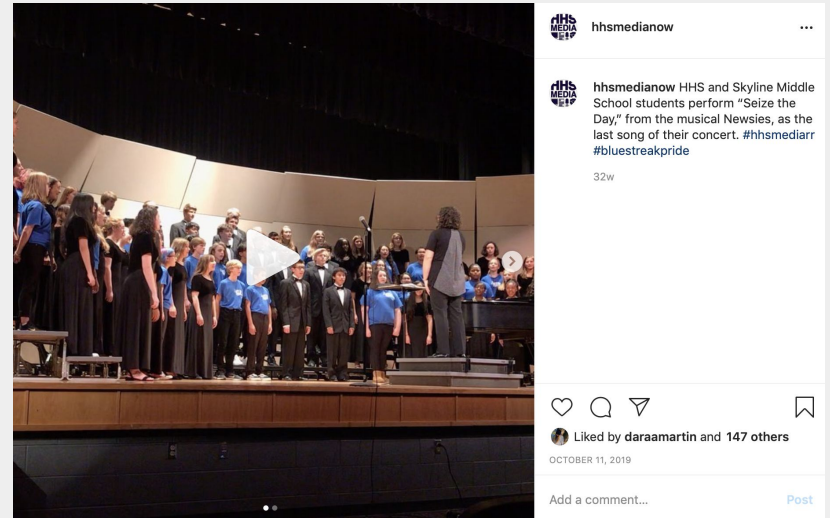 HHS
MEDIA
hhsmedianow
...
HHS
MEDIA
hhsmedianow HHS and Skyline Middle
School students perform “Seize the
Day,” from the musical Newsies, as the
last song of their concert. #hhsmediarr
#bluestreakpride
32w
Liked by daraamartin and 147 others
OCTOBER 11, 2019
Add a comment...
Post